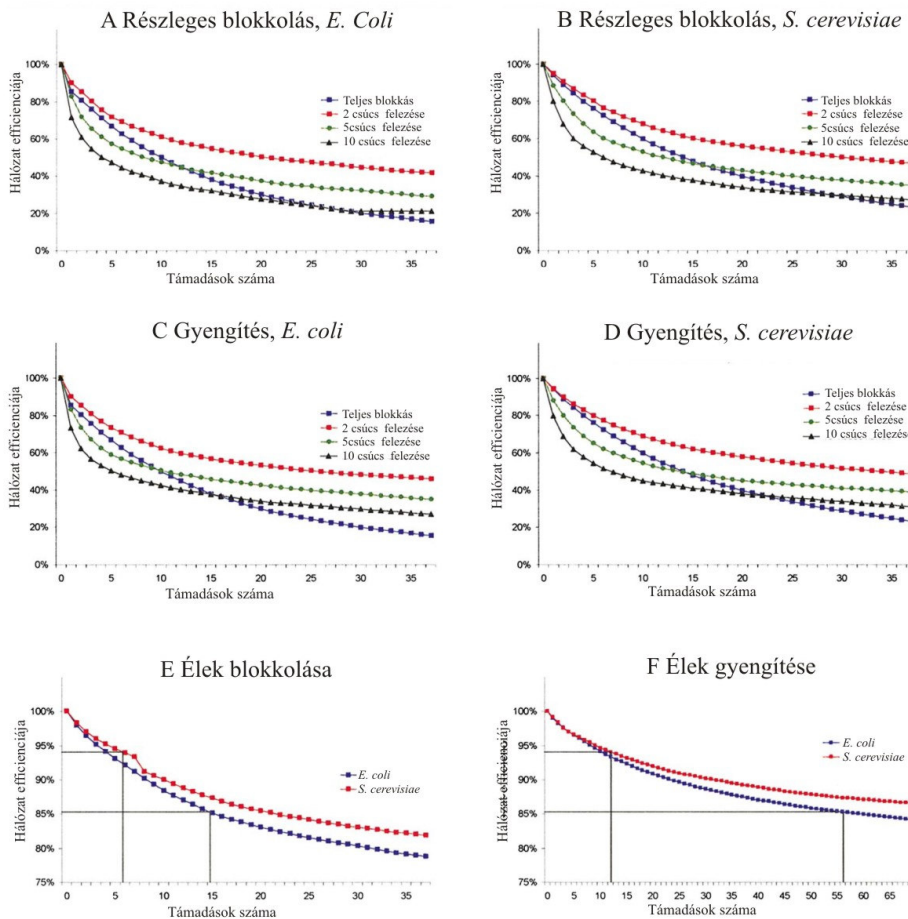 A Részleges blokkolás, E. Coli
Hálózat efficienciája
100%
80%
60%
40%
20%
0%
Teljes blokkás
2 csúcs felezése
5csúcs felezése
10 csúcs felezése
0 5 10 15 20 25 30 35
Támadások száma
B Részleges blokkolás, S. cerevisiae
Hálózat efficienciája
100%
80%
60%
40%
20%
0%
Teljes blokkás
2 csúcs felezése
5csúcs felezése
10 csúcs felezése
0 5 10 15 20 25 30 35
Támadások száma
C Gyengítés, E. coli
Hálózat efficienciája
100%
80%
60%
40%
20%
0%
Teljes blokkás
2 csúcs felezése
5csúcs felezése
10 csúcs felezése
0 5 10 15 20 25 30 35
Támadások száma
D Gyengítés, S. cerevisiae
Hálózat efficienciája
100%
80%
60%
40%
20%
0%
Teljes blokkás
2 csúcs felezése
5csúcs felezése
10 csúcs felezése
0 5 10 15 20 25 30 35
Támadások száma
E Élek blokkolása
Hálózat efficienciája
100%
95%
90%
85%
80%
75%
E. coli
S. cerevisiae
0 5 10 15 20 25 30 35
Támadások száma
F Élek gyengítése
Hálózat efficienciája
100%
95%
90%
85%
80%
75%
E. coli
S. cerevisiae
0 5 10 15 20 25 30 35 40 45 50 55 60 65
Támadások száma